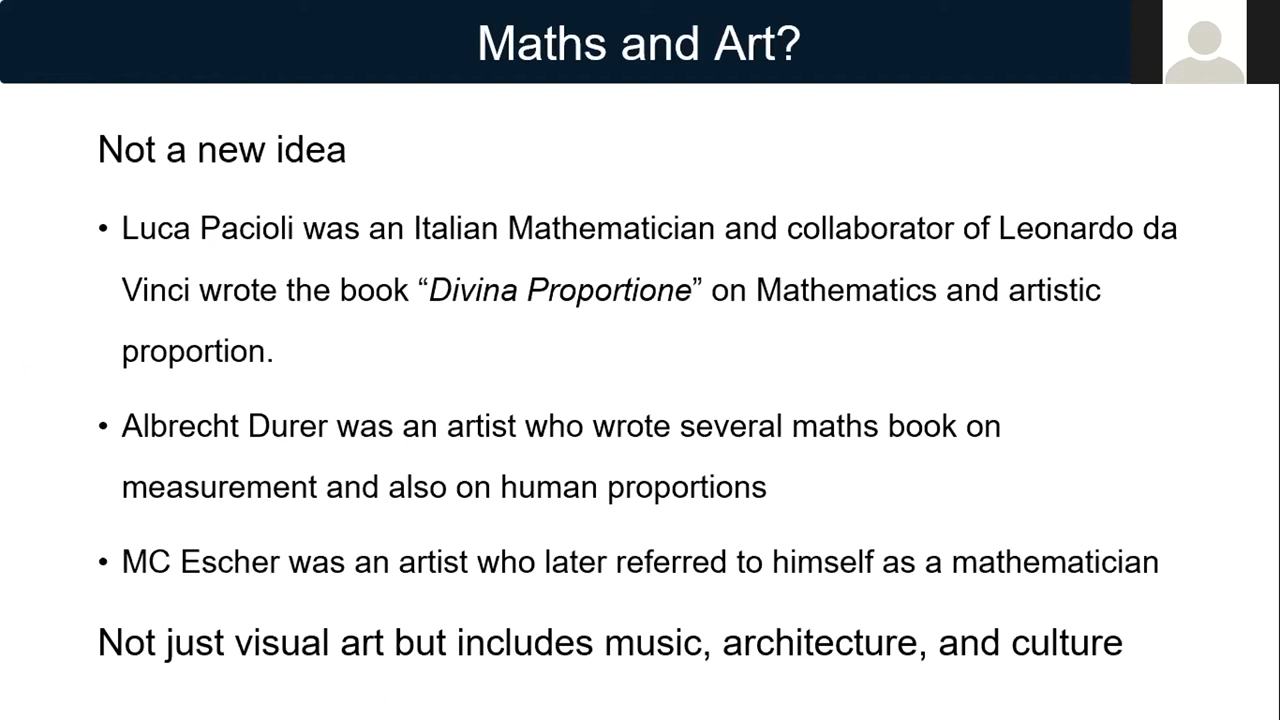 Maths and Art?
Not a new idea
• Luca Pacioli was an Italian Mathematician and collaborator of Leonardo da
Vinci wrote the book “Divina Proportione” on Mathematics and artistic
proportion.
• Albrecht Durer was an artist who wrote several maths book on
measurement and also on human proportions
• MC Escher was an artist who later referred to himself as a mathematician
Not just visual art but includes music, architecture, and culture